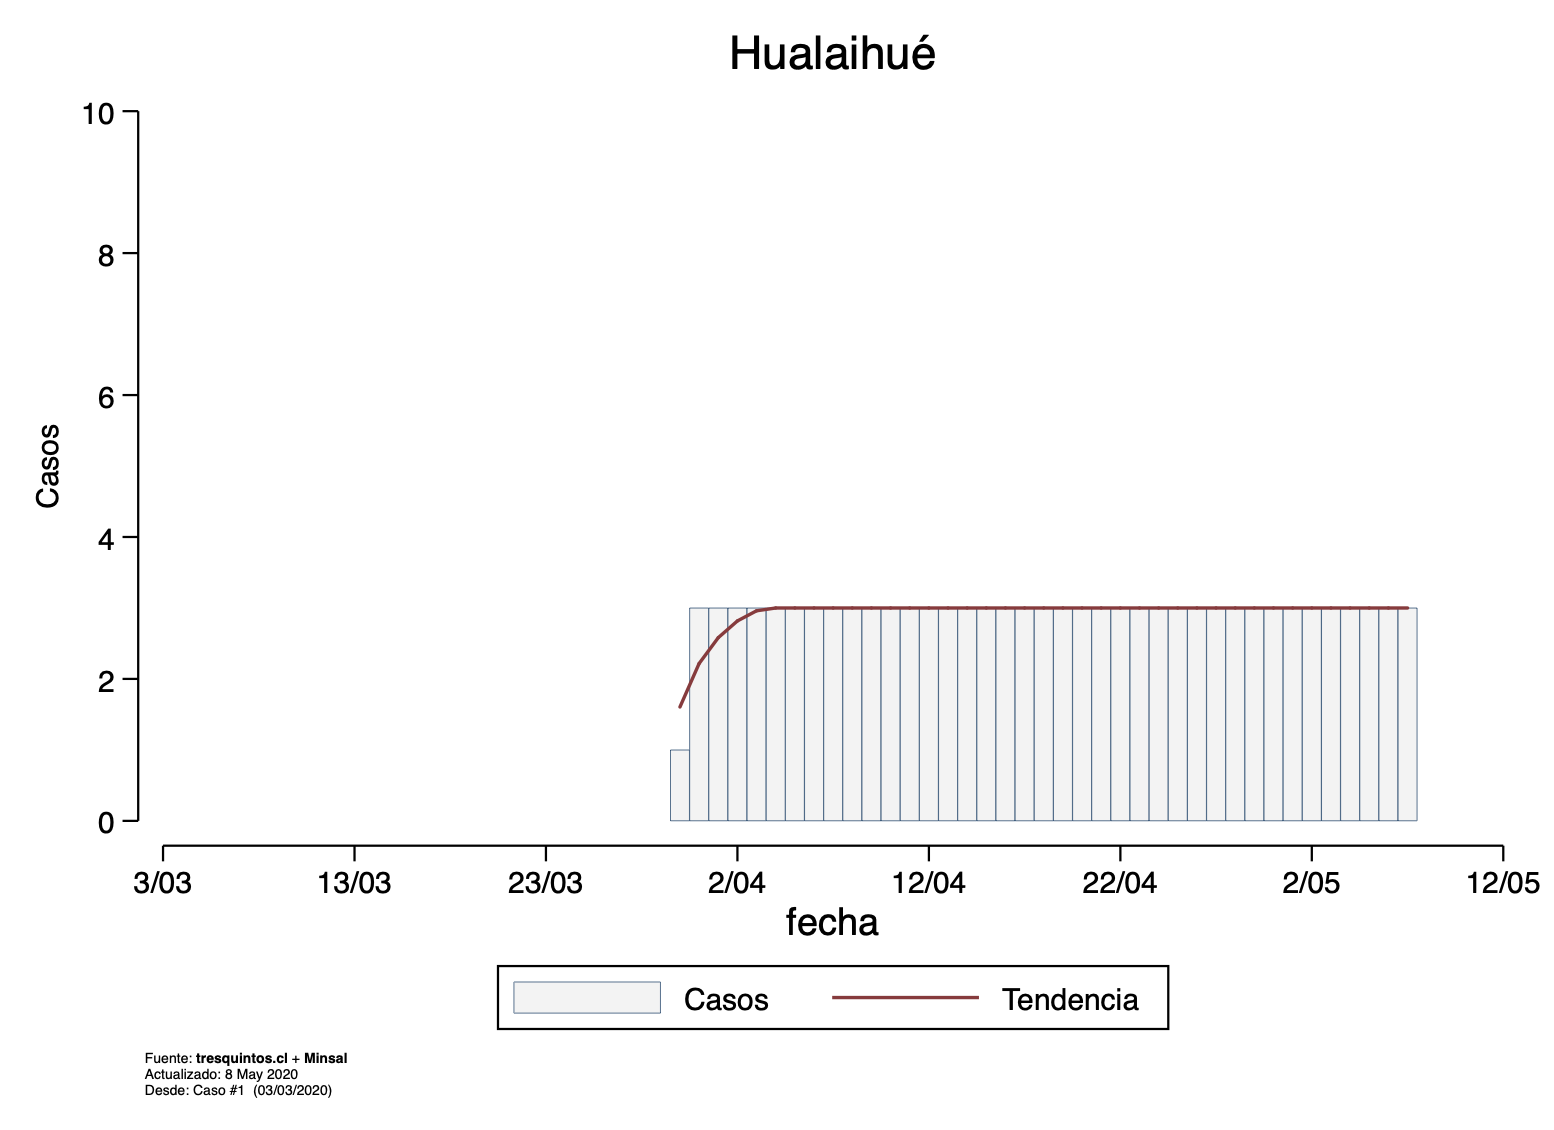 Hualaihué
10
8
6
4
2
0
Casos
3/03 13/03 23/03 2/04 12/04 22/04 2/05 12/05
fecha
Casos Tendencia
Fuente: tresquintos.cl + Minsal
Actualizado: 8 May 2020
Desde: Caso #1 (03/03/2020)